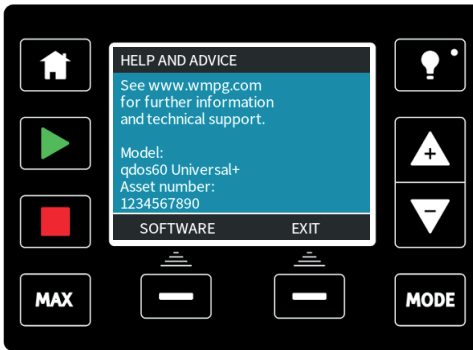 HELP AND ADVICE
See www.wmpg.com
for further information
and technical support.
Model:
qdos60 Universal+
Asset number:
1234567890
SOFTWARE EXIT
+
-
MAX
MODE